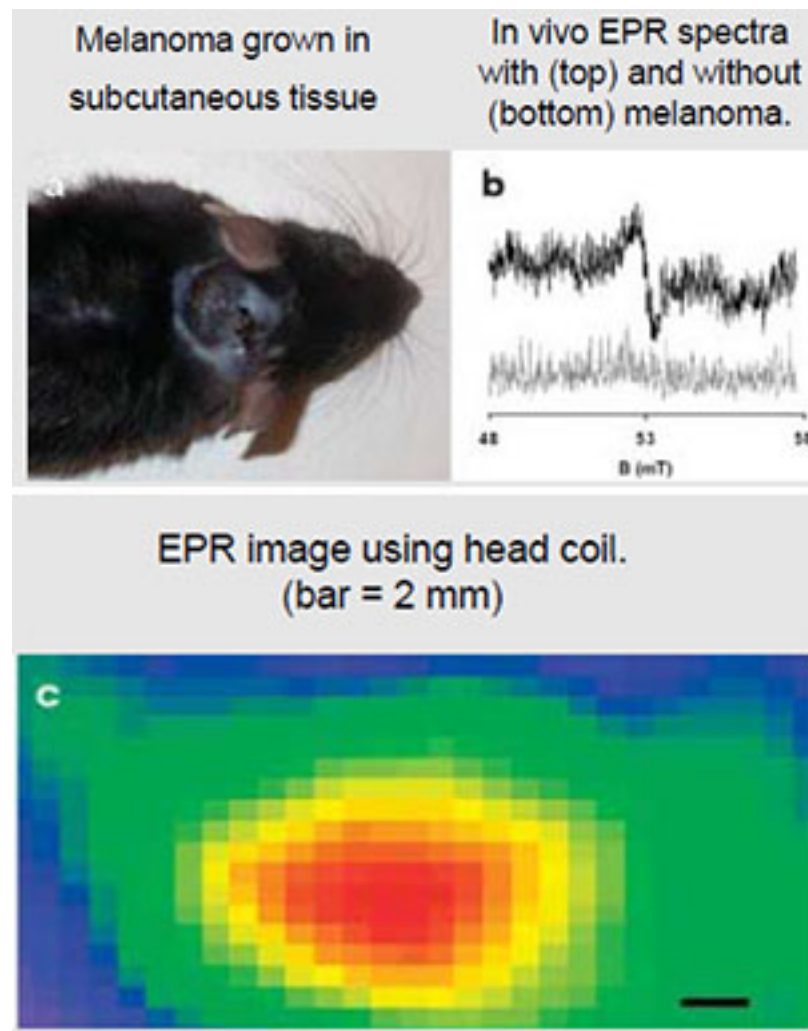 Melanoma grown in
subcutaneous tissue
In vivo EPR spectra
with (top) and without
(bottom) melanoma.
a
b
48 53 58
B (mT)
EPR image using head coil.
(bar = 2 mm)
c